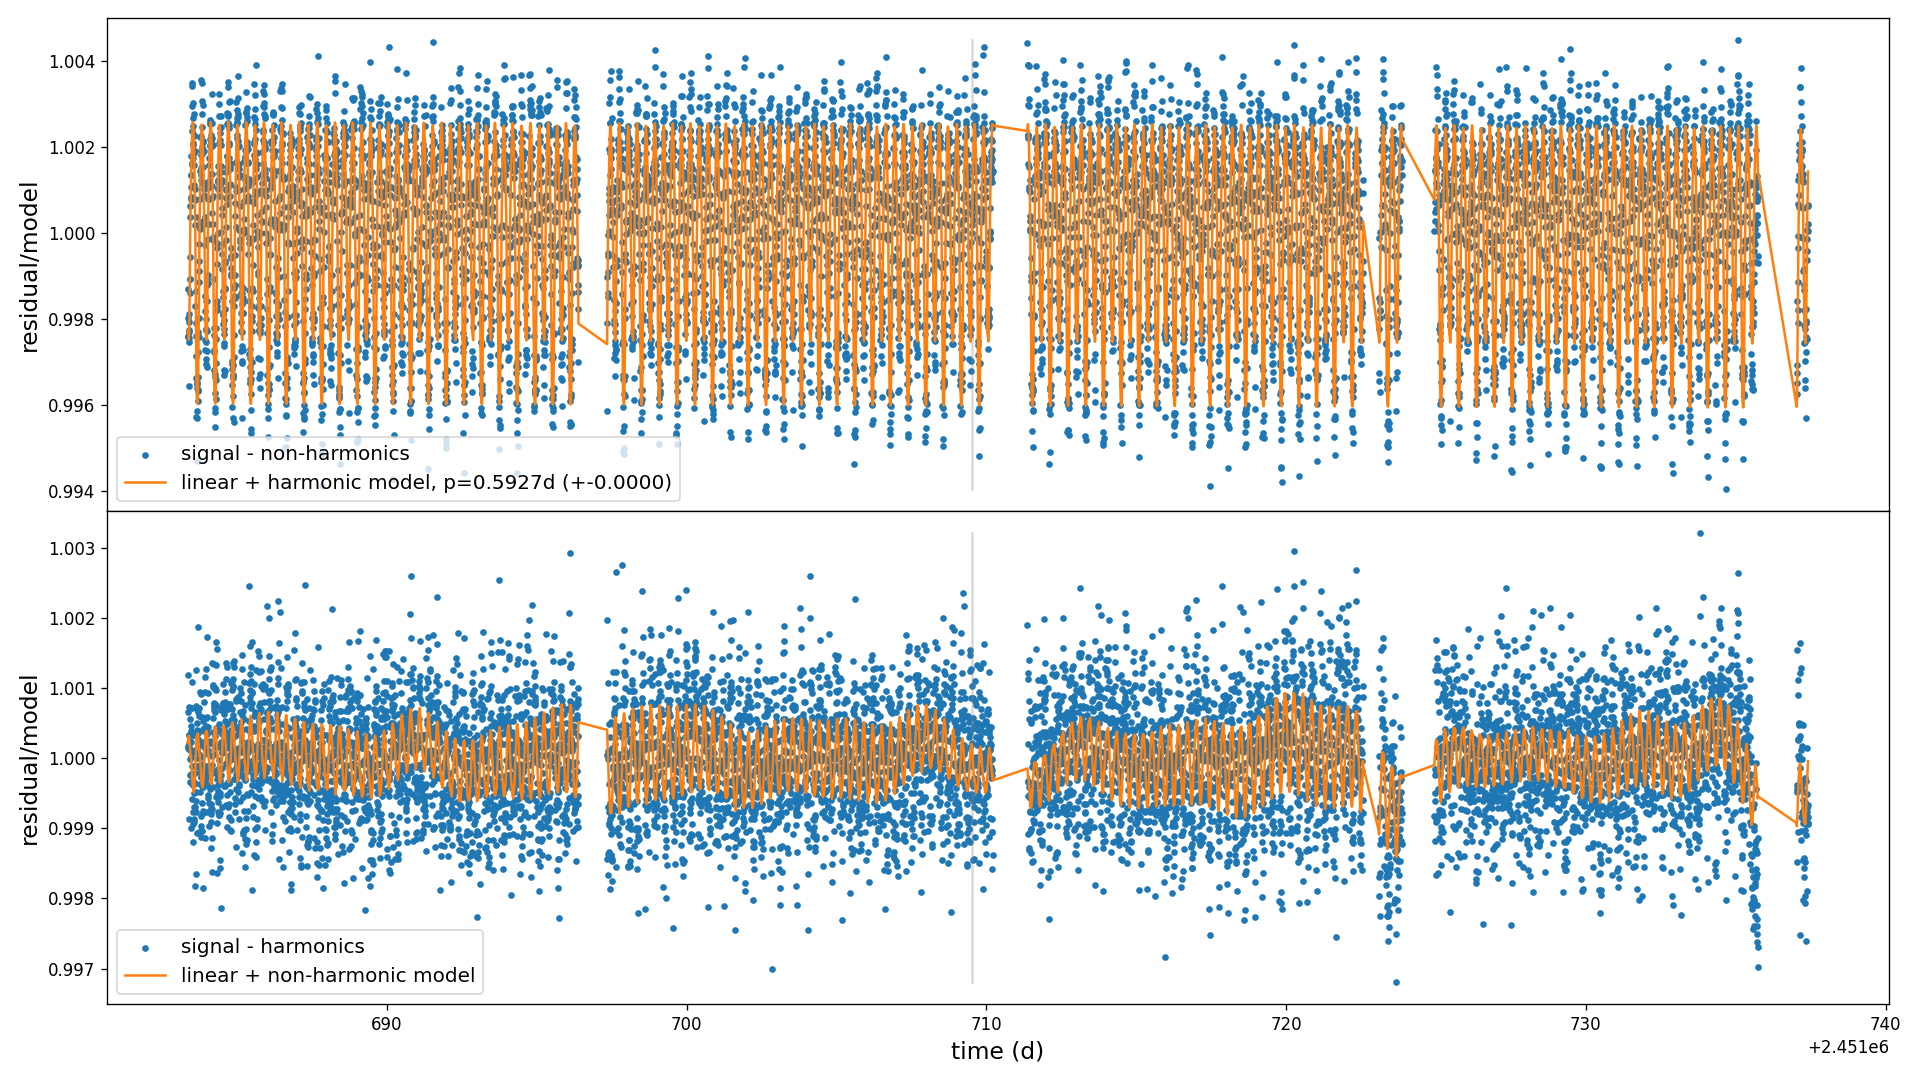 1.004
1.002
1.000
0.998
0.996
0.994
residual/model
signal - non-harmonics
linear + harmonic model, p=0.5927d (+-0.0000)
1.003
1.002
1.001
1.000
0.999
0.998
0.997
residual/model
signal - harmonics
linear + non-harmonic model
690 700 710 720 730 740
time (d)
+2.451e6